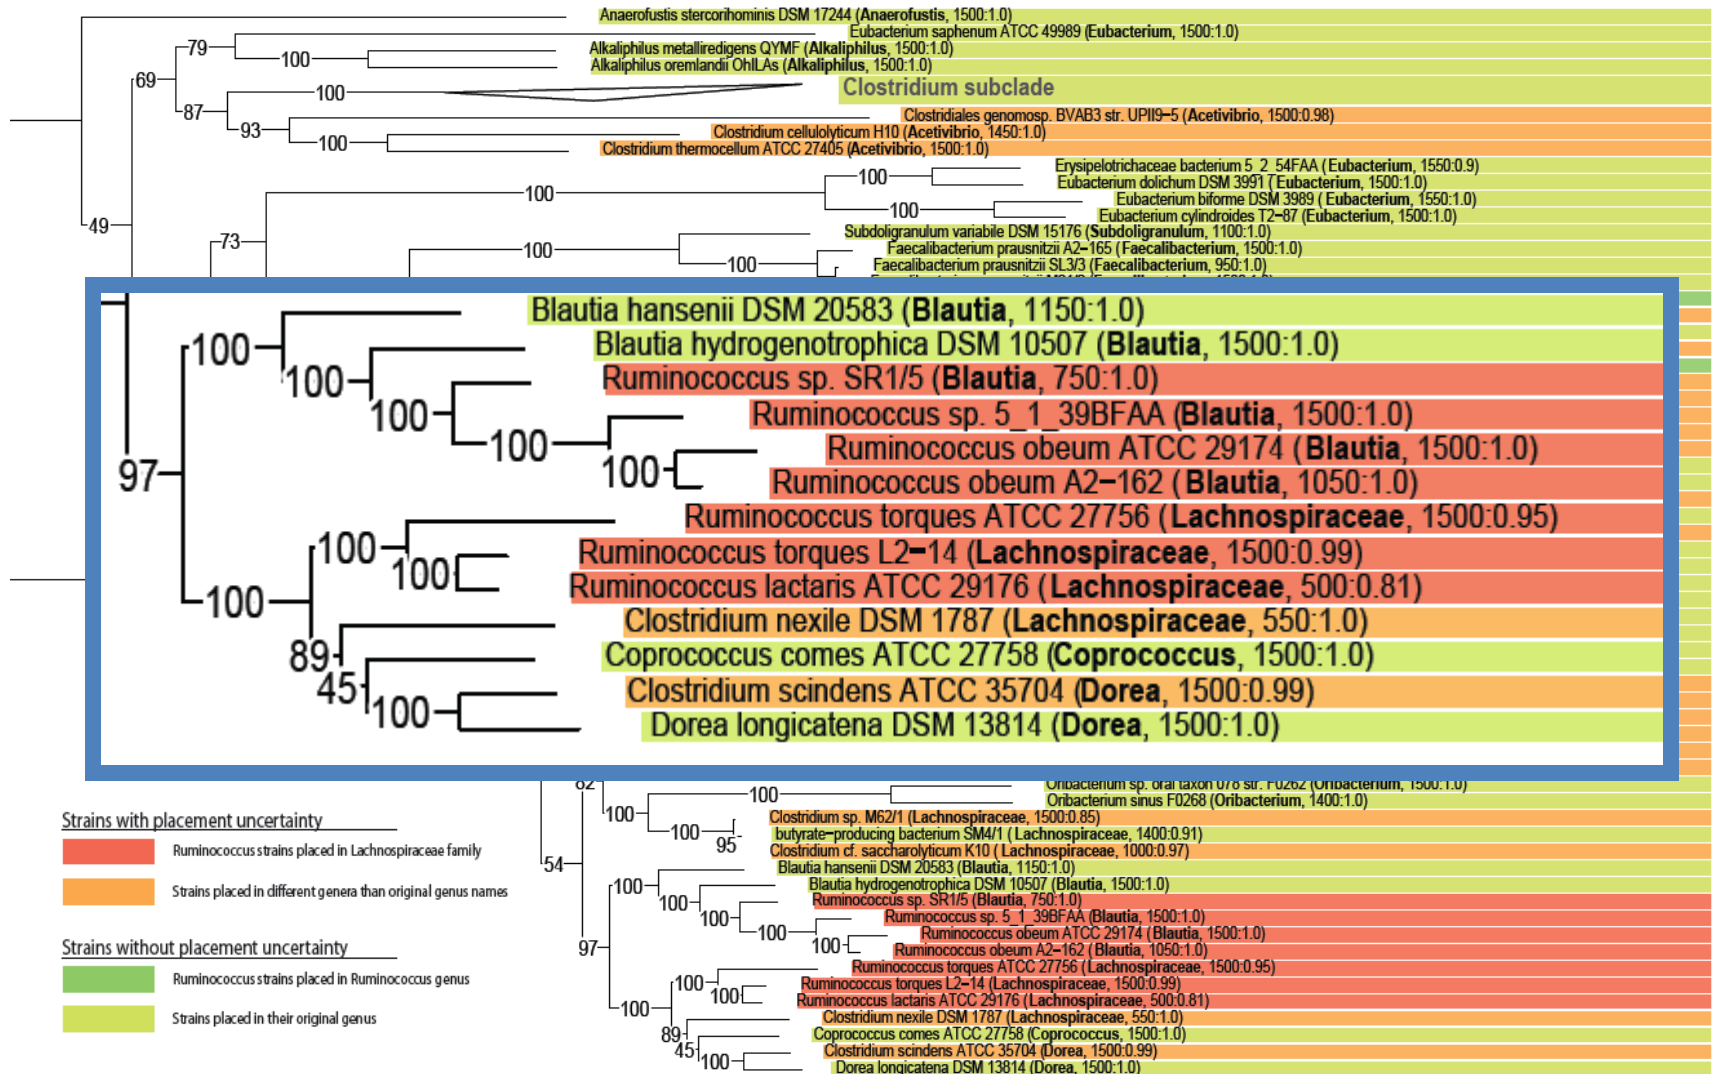 Anaerofustis stercorihominis DSM 17244 (Anaerofustis, 1500:1.0)
Eubacterium saphenum ATCC 49989 (Eubacterium, 1500:1.0)
79
Alkaliphilus metalliredigens QYMF (Alkaliphilus, 1500:1.0)
100
Alkaliphilus oremlandii OhILAs (Alkaliphilus, 1500:1.0)
69
100
Clostridium subclade
87
Clostridiales genomosp. BVAB3 str. UPII9−5 (Acetivibrio, 1500:0.98)
93
Clostridium cellulolyticum H10 (Acetivibrio, 1450:1.0)
100
Clostridium thermocellum ATCC 27405 (Acetivibrio, 1500:1.0)
Erysipelotrichaceae bacterium 5_2_54FAA (Eubacterium, 1550:0.9)
100
Eubacterium dolichum DSM 3991 (Eubacterium, 1500:1.0)
100
Eubacterium biforme DSM 3989 (Eubacterium, 1550:1.0)
100
Eubacterium cylindroides T2−87 (Eubacterium, 1500:1.0)
49
73
Subdoligranulum variabile DSM 15176 (Subdoligranulum, 1100:1.0)
100
Faecalibacterium prausnitzii A2−165 (Faecalibacterium, 1500:1.0)
100
Faecalibacterium prausnitzii SL3/3 (Faecalibacterium, 950:1.0)
Blautia hansenii DSM 20583 (Blautia, 1150:1.0)
100
Blautia hydrogenotrophica DSM 10507 (Blautia, 1500:1.0)
100
Ruminococcus sp. SR1/5 (Blautia, 750:1.0)
100
Ruminococcus sp. 5_1_39BFAA (Blautia, 1500:1.0)
100
Ruminococcus obeum ATCC 29174 (Blautia, 1500:1.0)
100
97
Ruminococcus obeum A2−162 (Blautia, 1050:1.0)
Ruminococcus torques ATCC 27756 (Lachnospiraceae, 1500:0.95)
100
Ruminococcus torques L2−14 (Lachnospiraceae, 1500:0.99)
100
Ruminococcus lactaris ATCC 29176 (Lachnospiraceae, 500:0.81)
100
Clostridium nexile DSM 1787 (Lachnospiraceae, 550:1.0)
89
Coprococcus comes ATCC 27758 (Coprococcus, 1500:1.0)
45
Clostridium scindens ATCC 35704 (Dorea, 1500:0.99)
100
Dorea longicatena DSM 13814 (Dorea, 1500:1.0)
82
Oribacterium sp. oral taxon 078 str. F0262 (Oribacterium, 1500:1.0)
100
Oribacterium sinus F0268 (Oribacterium, 1400:1.0)
100
Clostridium sp. M62/1 (Lachnospiraceae, 1500:0.85)
100
butyrate−producing bacterium SM4/1 (Lachnospiraceae, 1400:0.91)
95
Clostridium cf. saccharolyticum K10 (Lachnospiraceae, 1000:0.97)
54
Blautia hansenii DSM 20583 (Blautia, 1150:1.0)
100
Blautia hydrogenotrophica DSM 10507 (Blautia, 1500:1.0)
100
Ruminococcus sp. SR1/5 (Blautia, 750:1.0)
100
Ruminococcus sp. 5_1_39BFAA (Blautia, 1500:1.0)
100
Ruminococcus obeum ATCC 29174 (Blautia, 1500:1.0)
100
97
Ruminococcus obeum A2−162 (Blautia, 1050:1.0)
Ruminococcus torques ATCC 27756 (Lachnospiraceae, 1500:0.95)
100
Ruminococcus torques L2−14 (Lachnospiraceae, 1500:0.99)
100
Ruminococcus lactaris ATCC 29176 (Lachnospiraceae, 500:0.81)
100
Clostridium nexile DSM 1787 (Lachnospiraceae, 550:1.0)
89
Coprococcus comes ATCC 27758 (Coprococcus, 1500:1.0)
45
Clostridium scindens ATCC 35704 (Dorea, 1500:0.99)
100
Dorea longicatena DSM 13814 (Dorea, 1500:1.0)
Strains with placement uncertainty
Ruminococcus strains placed in Lachnospiraceae family
Strains placed in different genera than original genus names
Strains without placement uncertainty
Ruminococcus strains placed in Ruminococcus genus
Strains placed in their original genus